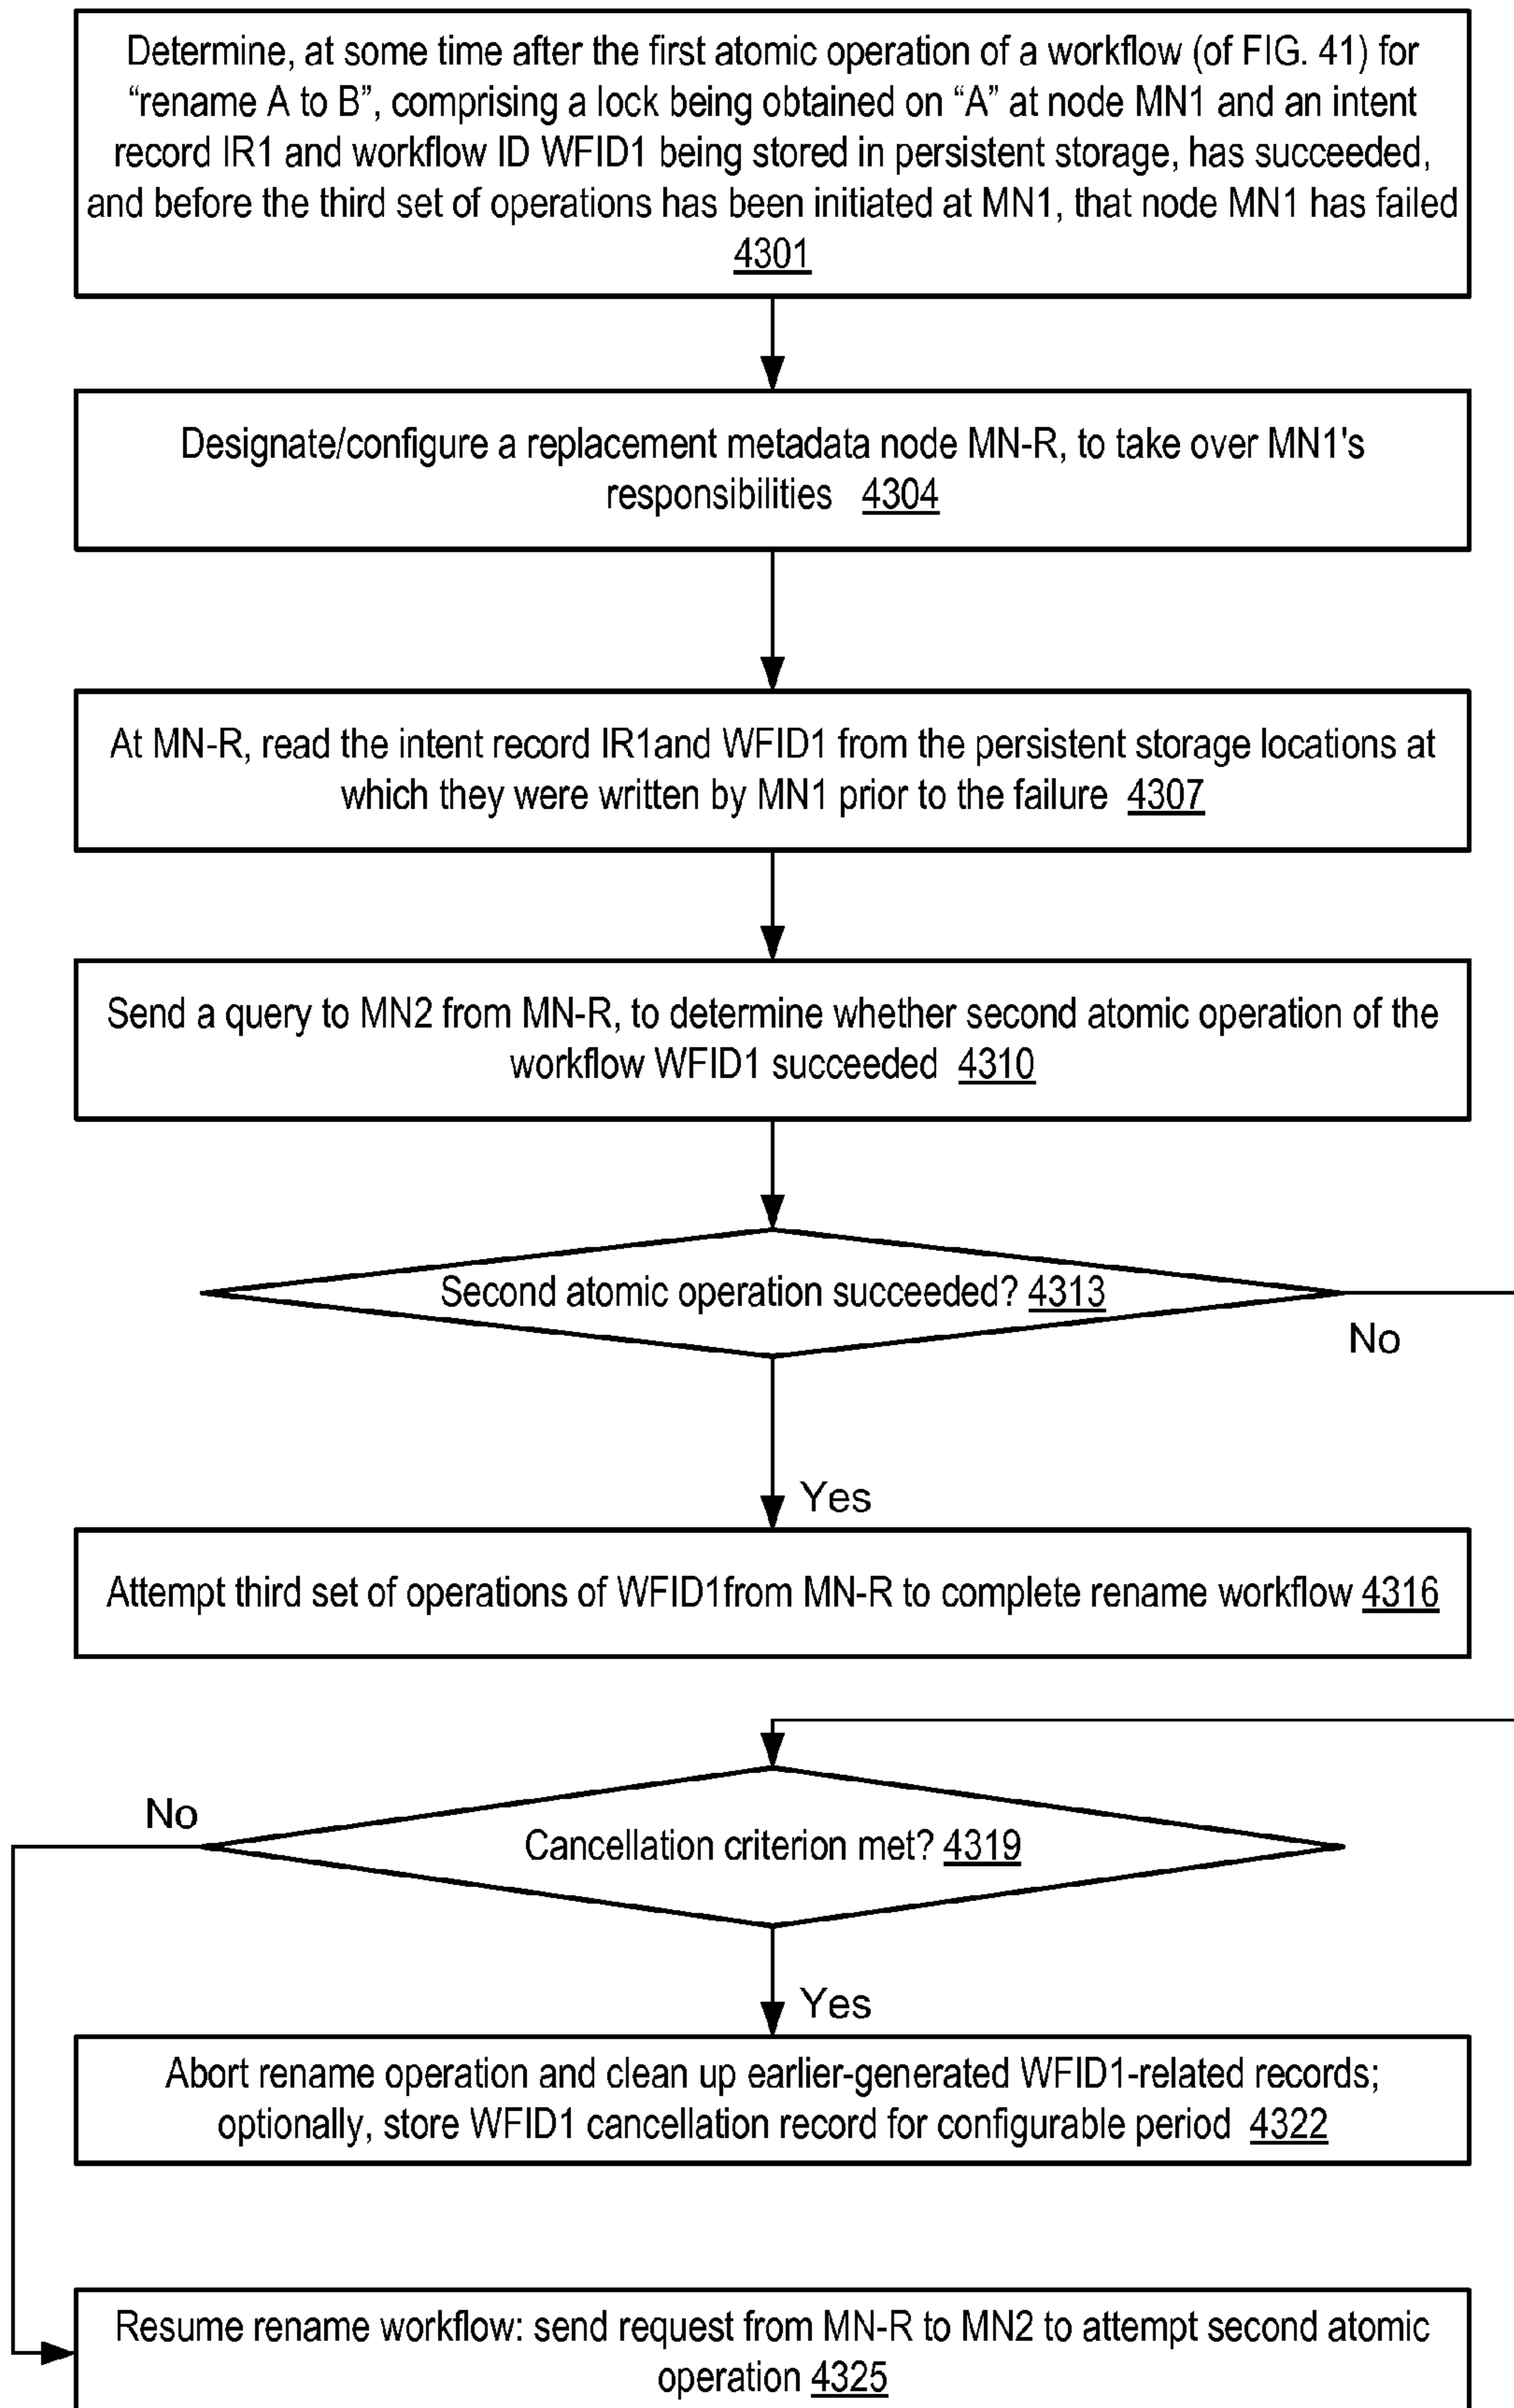 Determine, at some time after the first atomic operation of a workflow (of FIG. 41) for
“rename A to B”, comprising a lock being obtained on “A” at node MN1 and an intent
record IR1 and workflow ID WFID1 being stored in persistent storage, has succeeded,
and before the third set of operations has been initiated at MN1, that node MN1 has failed
4301
Designate/configure a replacement metadata node MN-R, to take over MN1's
responsibilities 4304
At MN-R, read the intent record IR1and WFID1 from the persistent storage locations at
which they were written by MN1 prior to the failure 4307
Send a query to MN2 from MN-R, to determine whether second atomic operation of the
workflow WFID1 succeeded 4310
Second atomic operation succeeded? 4313
No
Yes
Attempt third set of operations of WFID1from MN-R to complete rename workflow 4316
No
Cancellation criterion met? 4319
Yes
Abort rename operation and clean up earlier-generated WFID1-related records;
optionally, store WFID1 cancellation record for configurable period 4322
Resume rename workflow: send request from MN-R to MN2 to attempt second atomic
operation 4325